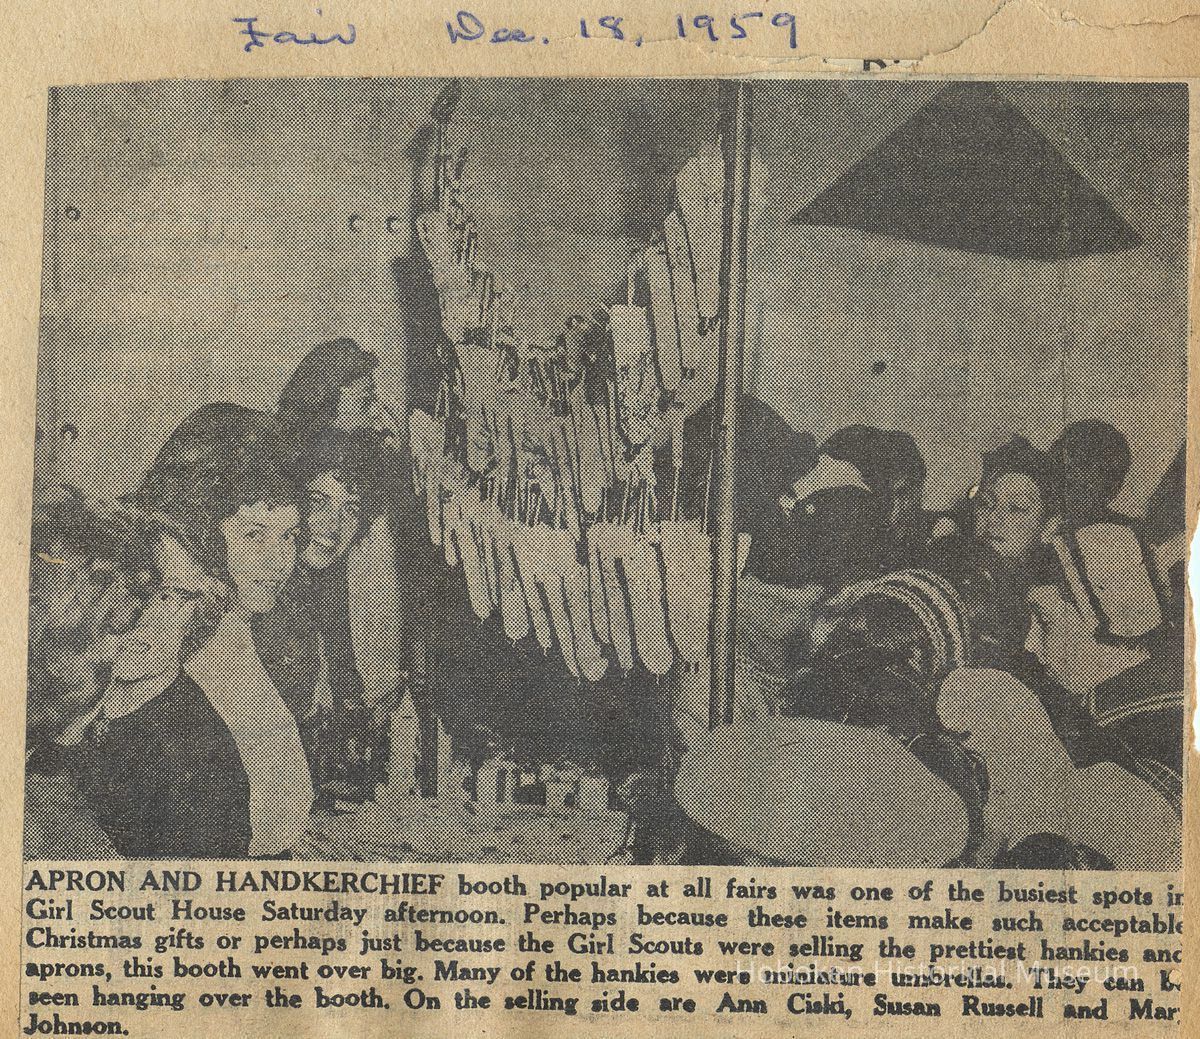 Fair Dec. 18, 1959
APRON AND HANDKERCHIEF booth popular at all fairs was one of the busiest spots in
Girl Scout House Saturday afternoon. Perhaps because these items make such acceptable
Christmas gifts or perhaps just because the Girl Scouts were selling the prettiest hankies and
aprons, this booth went over big. Many of the hankies were miniature umbrellas. They can b
seen hanging over the booth. On the selling side are Ann Ciski, Susan Russell and Mar
Johnson.
Hoboken Historical Museum